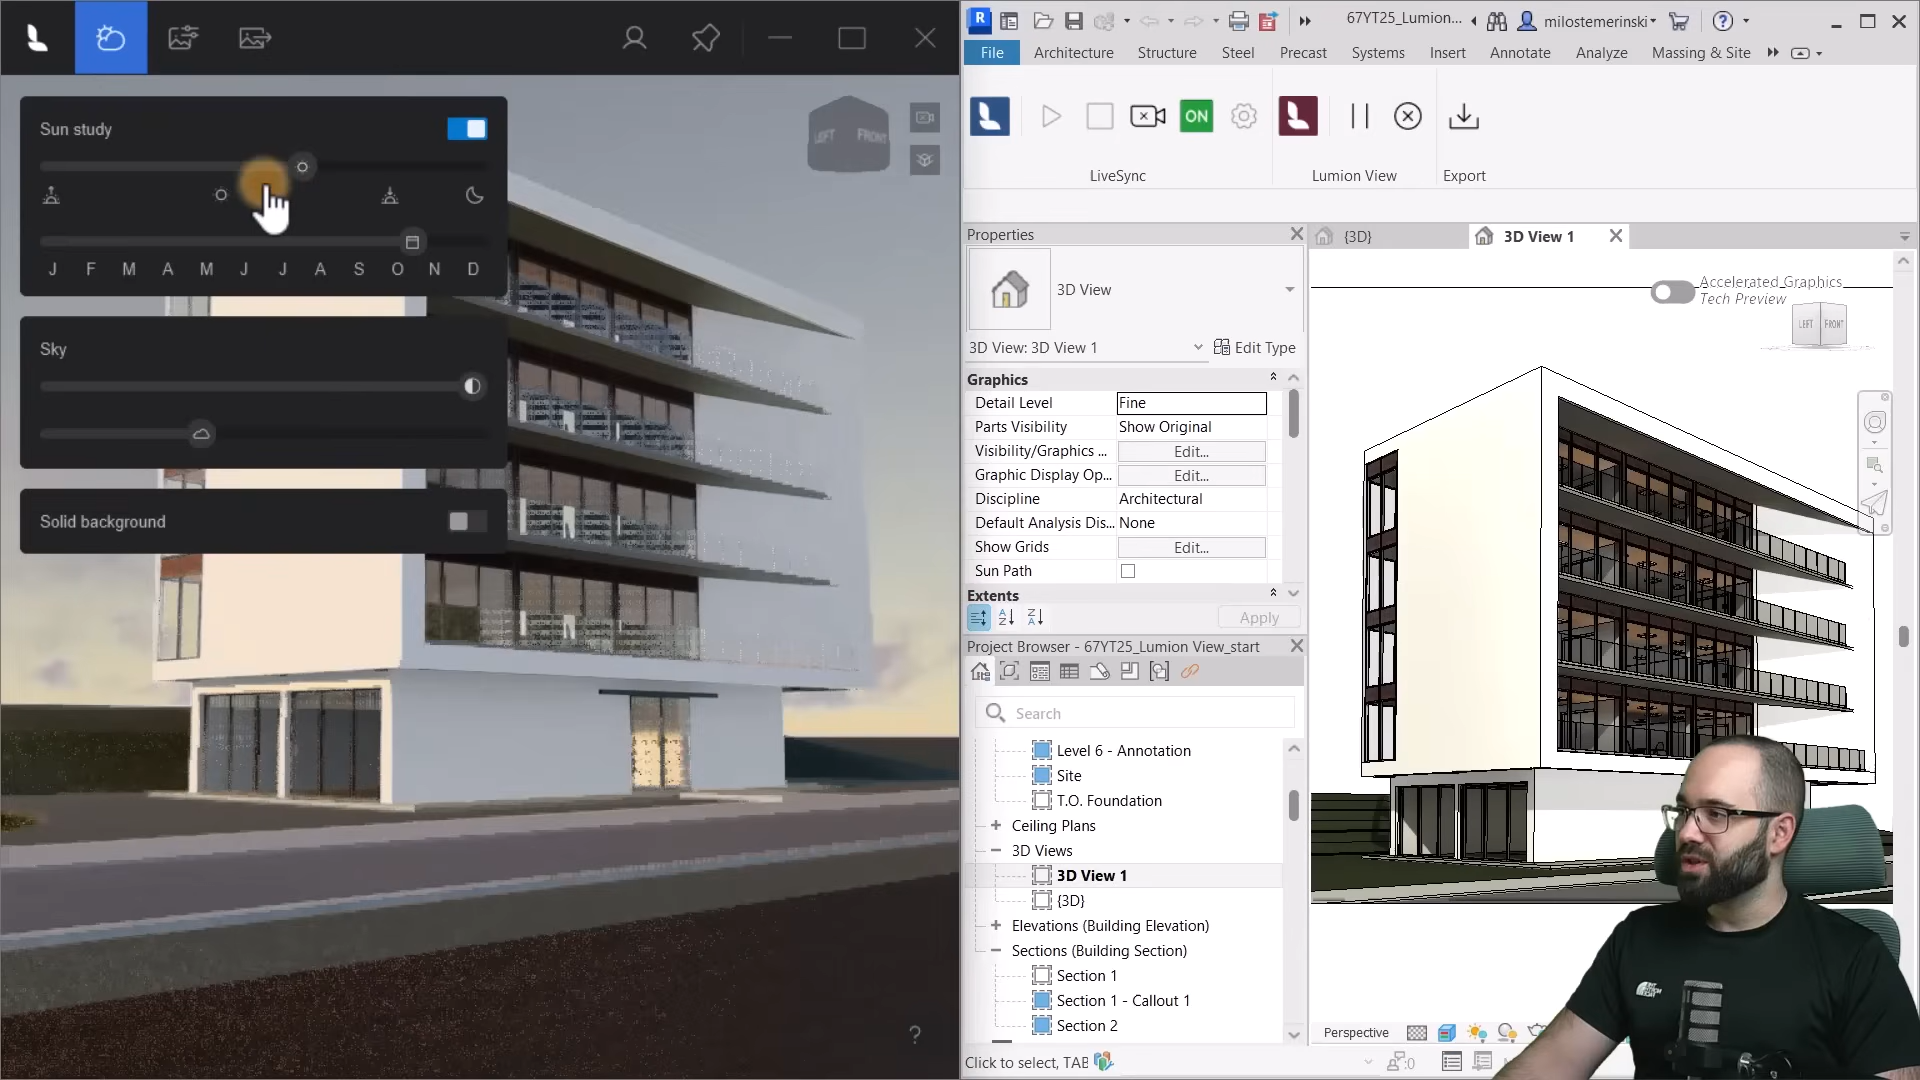 Sun study
J F M A M J J A S O N D
Sky
Solid background
LEFT FRONT
?
R
67YT25_Lumion...
milostemerinski
?
File Architecture Structure Steel Precast Systems Insert Annotate Analyze Massing & Site
ON
LiveSync Lumion View Export
Properties
3D View
3D View: 3D View 1
Edit Type
Graphics
Detail Level Fine
Parts Visibility Show Original
Visibility/Graphics ... Edit...
Graphic Display Op... Edit...
Discipline Architectural
Default Analysis Dis... None
Show Grids Edit...
Sun Path
Extents
Apply
Project Browser - 67YT25_Lumion View_start
Search
Level 6 - Annotation
Site
T.O. Foundation
Ceiling Plans
3D Views
3D View 1
{3D}
Elevations (Building Elevation)
Sections (Building Section)
Section 1
Section 1 - Callout 1
Section 2
Click to select, TAB
{3D} 3D View 1
Accelerated Graphics
Tech Preview
LEFT FRONT
Perspective
:0